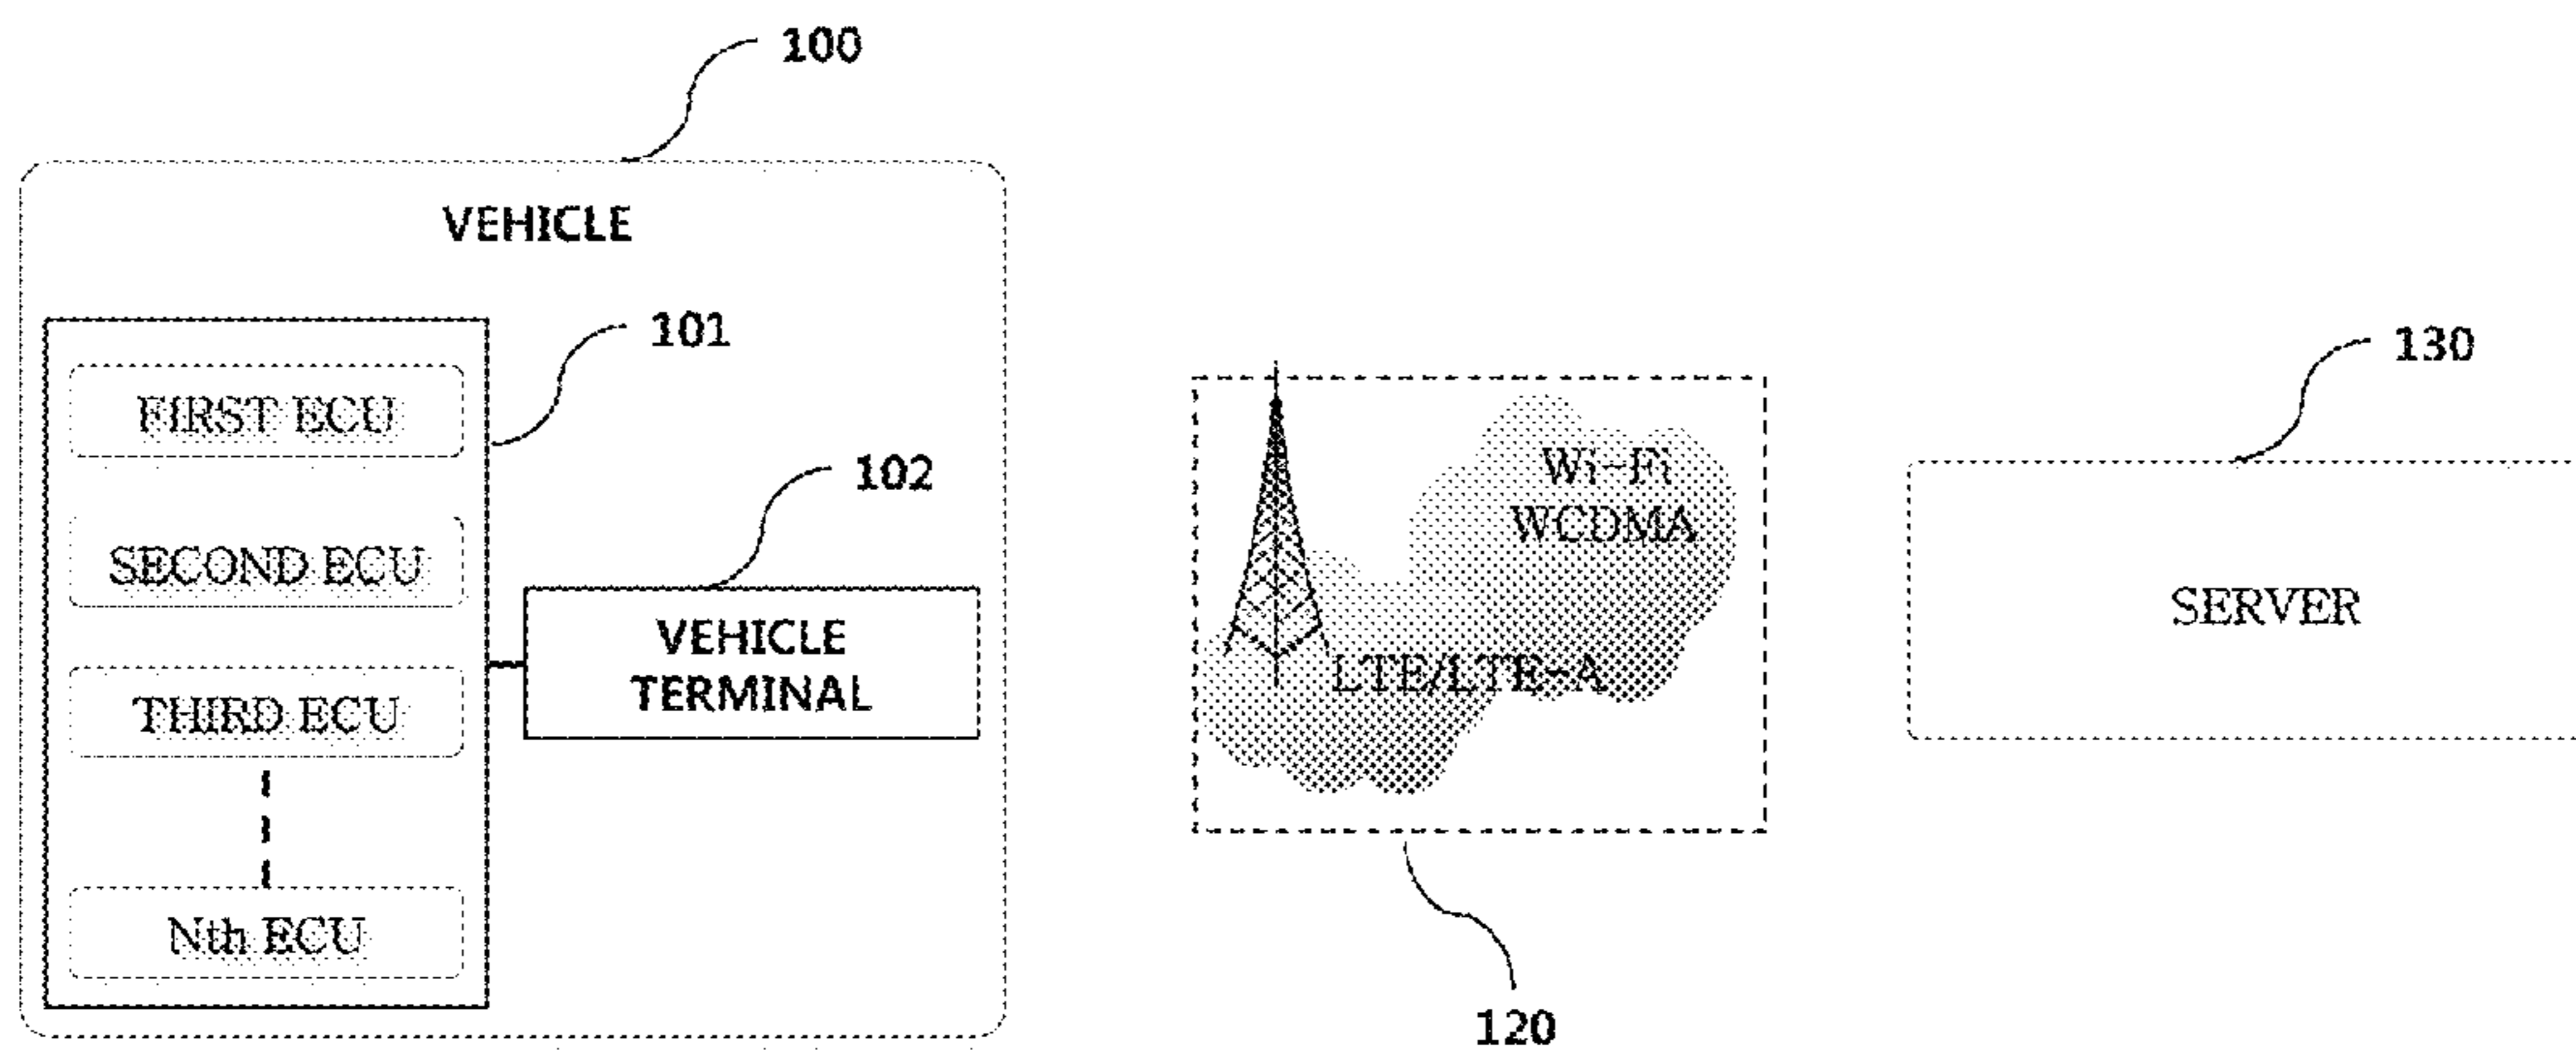 100
VEHICLE
101
FIRST ECU
SECOND ECU
THIRD ECU
Nth ECU
102
VEHICLE
TERMINAL
Wi-Fi
WCDMA
LTE/LTE-A
120
130
SERVER